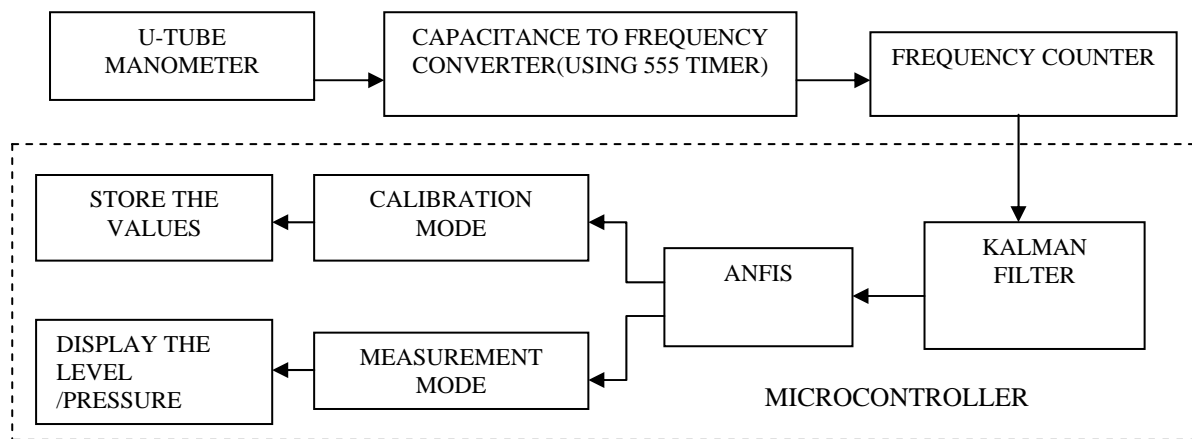 U-TUBE
MANOMETER
CAPACITANCE TO FREQUENCY
CONVERTER(USING 555 TIMER)
FREQUENCY COUNTER
STORE THE
VALUES
CALIBRATION
MODE
ANFIS
KALMAN
FILTER
DISPLAY THE
LEVEL
/PRESSURE
MEASUREMENT
MODE
MICROCONTROLLER